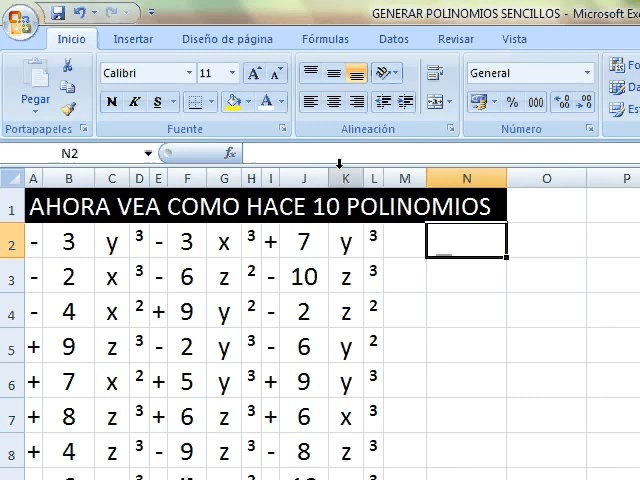 GENERAR POLINOMIOS SENCILLOS - Microsoft Exc
Inicio Insertar Diseño de página Fórmulas Datos Revisar Vista
Calibri 11 A A General Fo
Pegar N K S A % 000 Da
Portapapeles Fuente Alineación Número
N2 fx
A B C D E F G H I J K L M N O P
1 AHORA VEA COMO HACE 10 POLINOMIOS
2 - 3 y 3 - 3 x 3 + 7 y 3
3 - 2 x 3 - 6 z 2 - 10 z 3
4 - 4 x 2 + 9 y 2 - 2 z 2
5 + 9 z 3 - 2 y 3 - 6 y 2
6 + 7 x 2 + 5 y 3 + 9 y 3
7 + 8 z 3 + 6 z 3 + 6 x 3
8 + 4 z 3 - 9 z 3 - 8 z 3